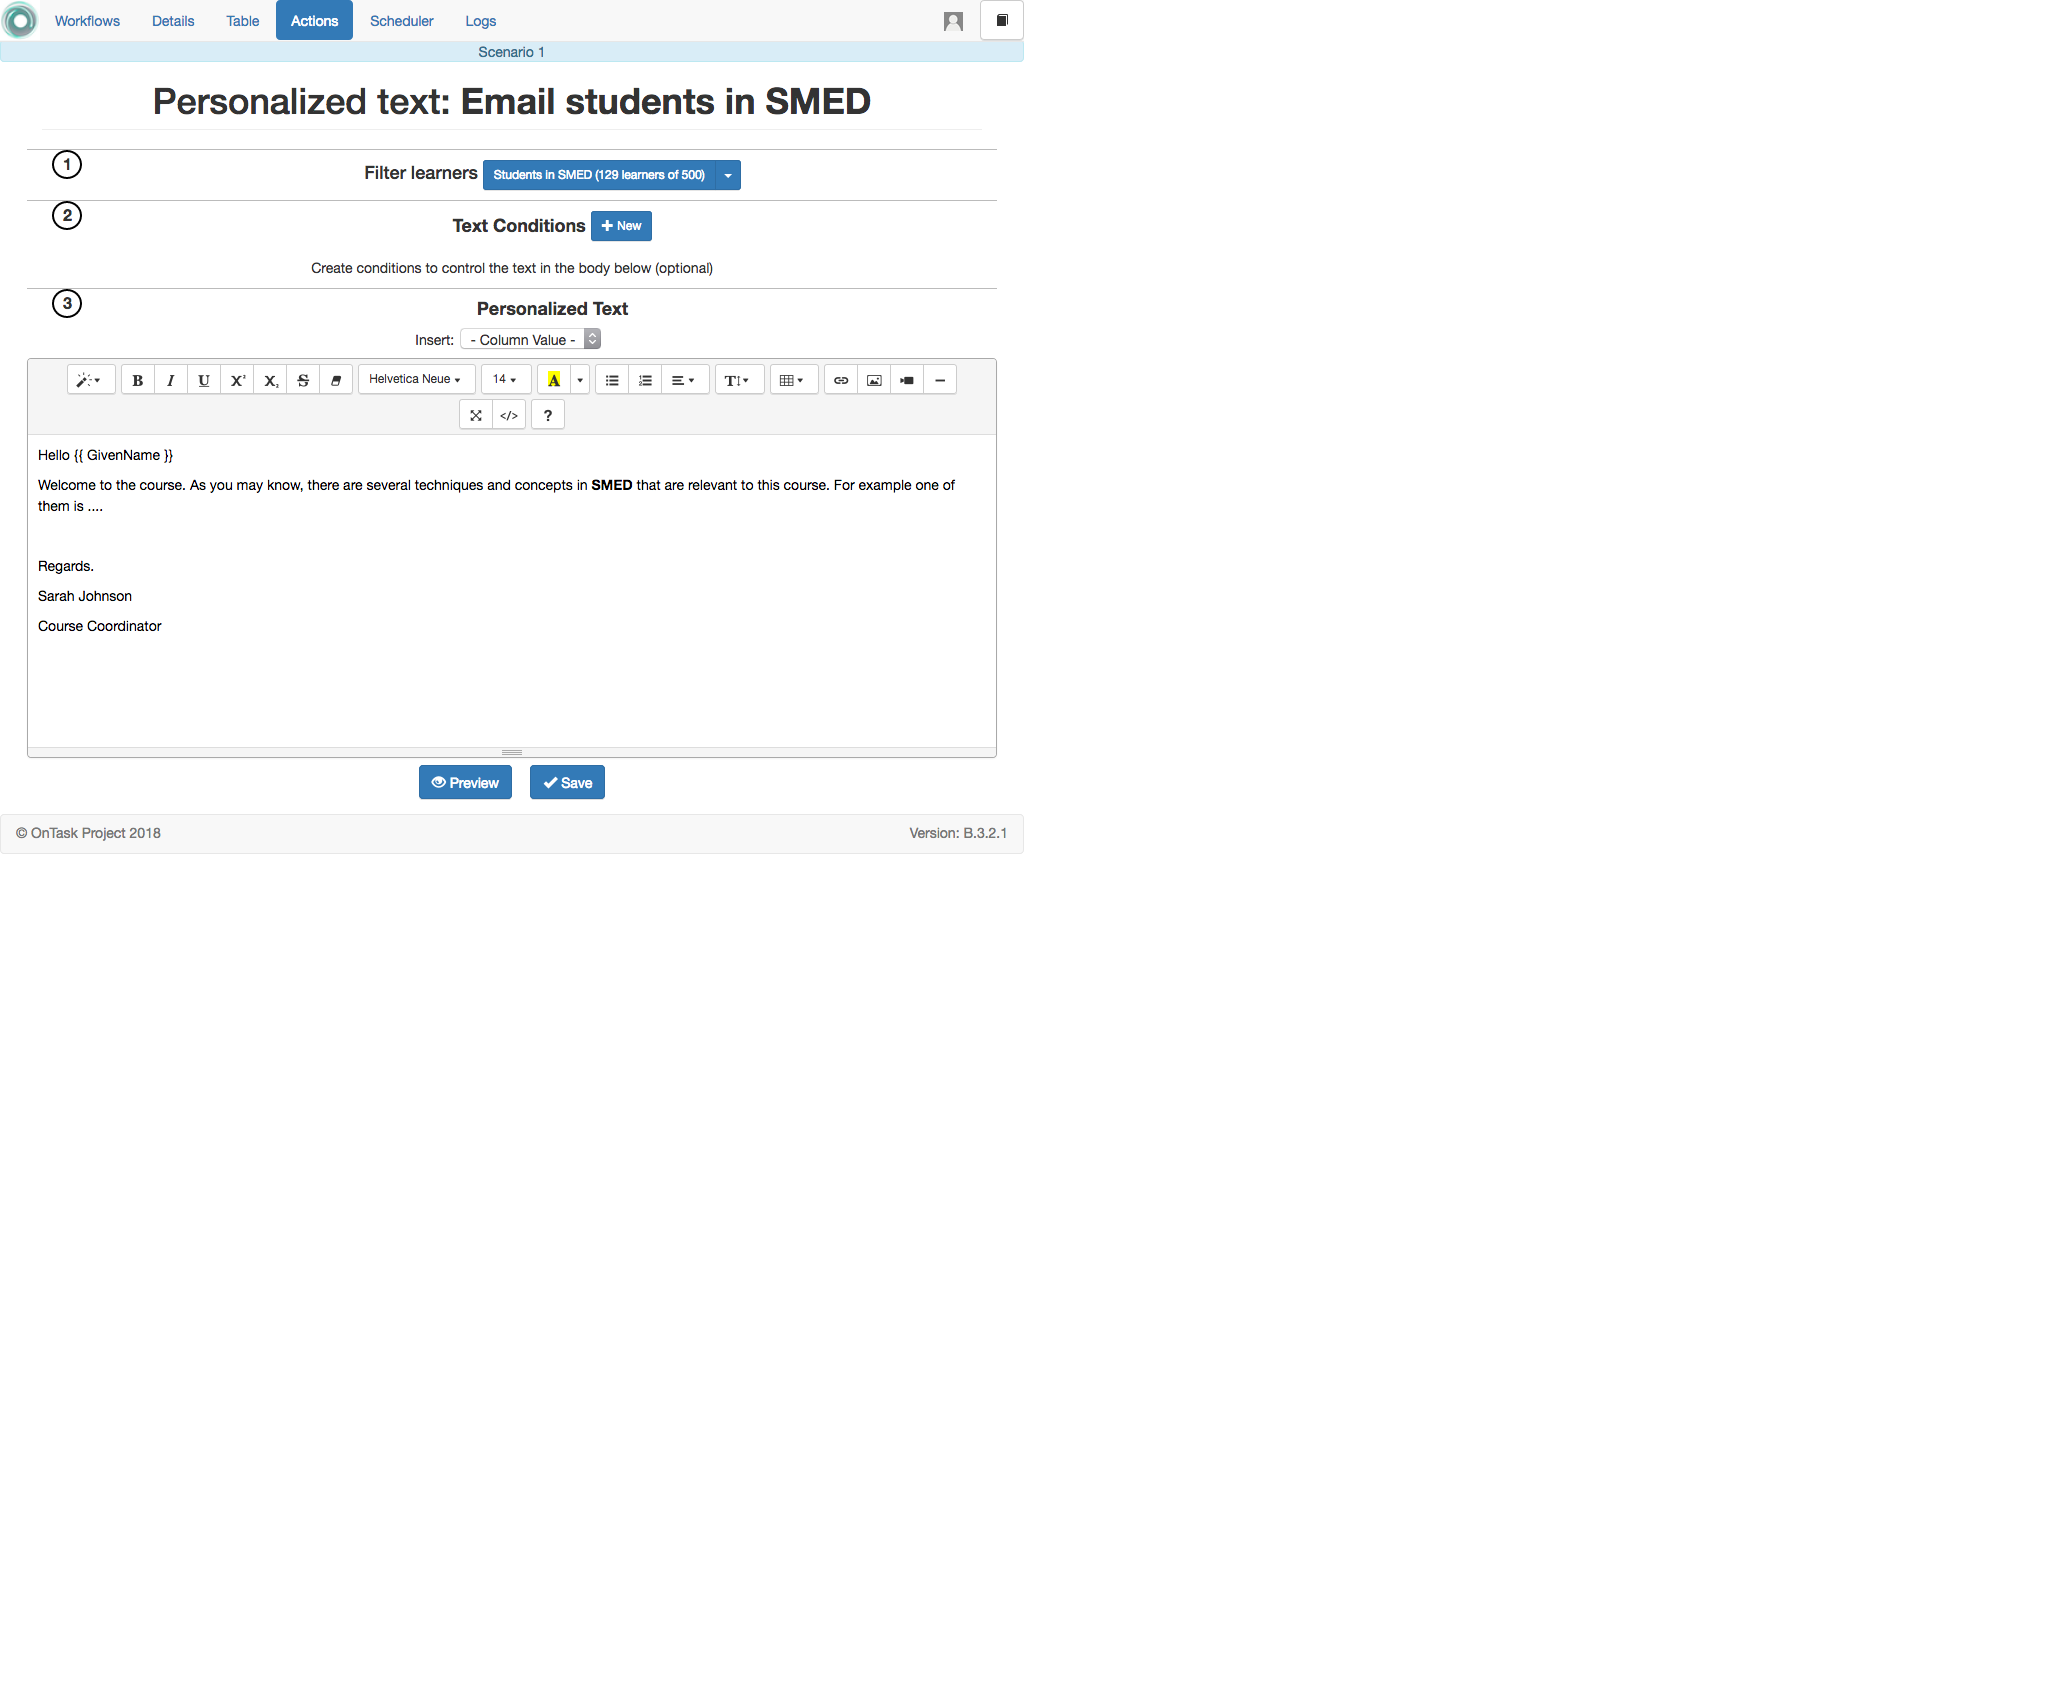 Workflows Details Table Actions Scheduler Logs
Scenario 1
Personalized text: Email students in SMED
1
Filter learners Students in SMED (129 learners of 500)
2
Text Conditions New
Create conditions to control the text in the body below (optional)
3
Personalized Text
Insert: - Column Value -
B I U X² X₂ S Helvetica Neue 14 A T
</> ?
Hello {{ GivenName }}
Welcome to the course. As you may know, there are several techniques and concepts in SMED that are relevant to this course. For example one of
them is ....
Regards.
Sarah Johnson
Course Coordinator
Preview Save
© OnTask Project 2018 Version: B.3.2.1